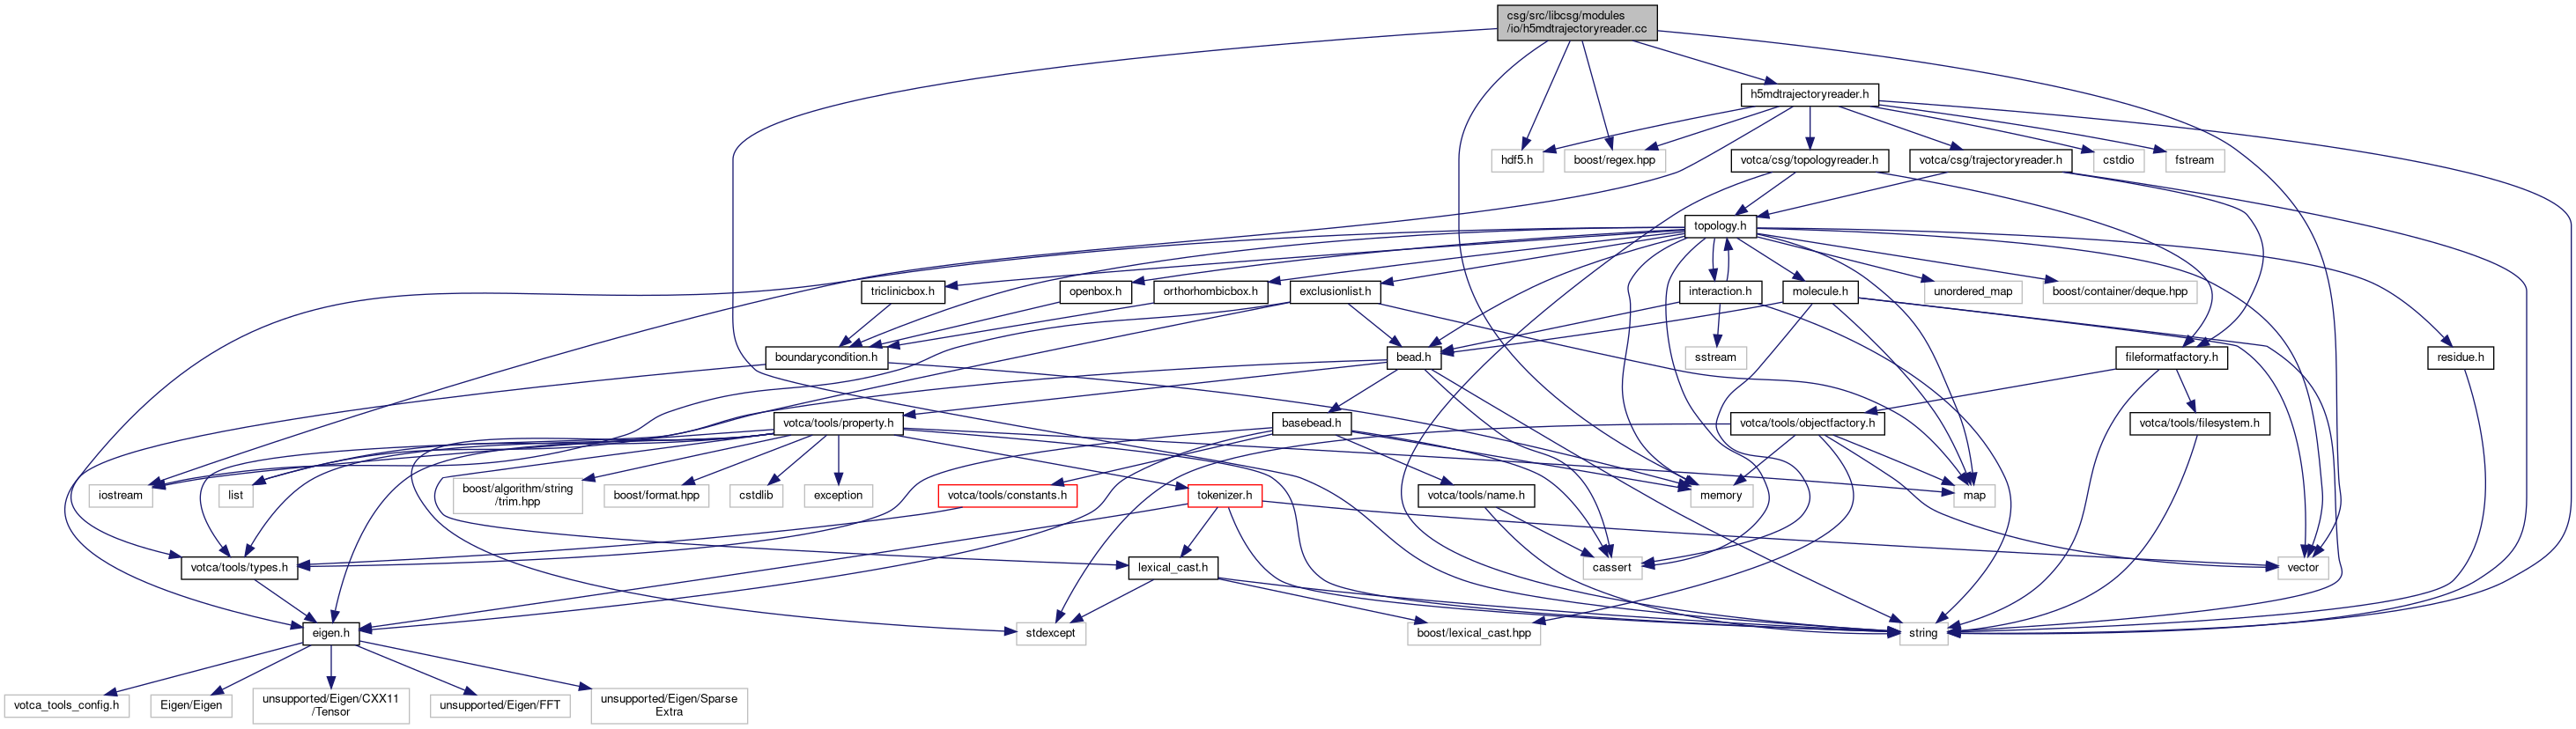 csg/src/libcsg/modules
/io/h5mdtrajectoryreader.cc
h5mdtrajectoryreader.h
hdf5.h
boost/regex.hpp
votca/csg/topologyreader.h
votca/csg/trajectoryreader.h
cstdio
fstream
topology.h
triclinicbox.h
openbox.h
orthorhombicbox.h
exclusionlist.h
interaction.h
molecule.h
unordered_map
boost/container/deque.hpp
boundarycondition.h
bead.h
sstream
fileformatfactory.h
residue.h
votca/tools/property.h
basebead.h
votca/tools/objectfactory.h
votca/tools/filesystem.h
iostream
list
boost/algorithm/string
/trim.hpp
boost/format.hpp
cstdlib
exception
votca/tools/constants.h
tokenizer.h
votca/tools/name.h
memory
map
votca/tools/types.h
lexical_cast.h
cassert
vector
eigen.h
stdexcept
boost/lexical_cast.hpp
string
votca_tools_config.h
Eigen/Eigen
unsupported/Eigen/CXX11
/Tensor
unsupported/Eigen/FFT
unsupported/Eigen/Sparse
Extra